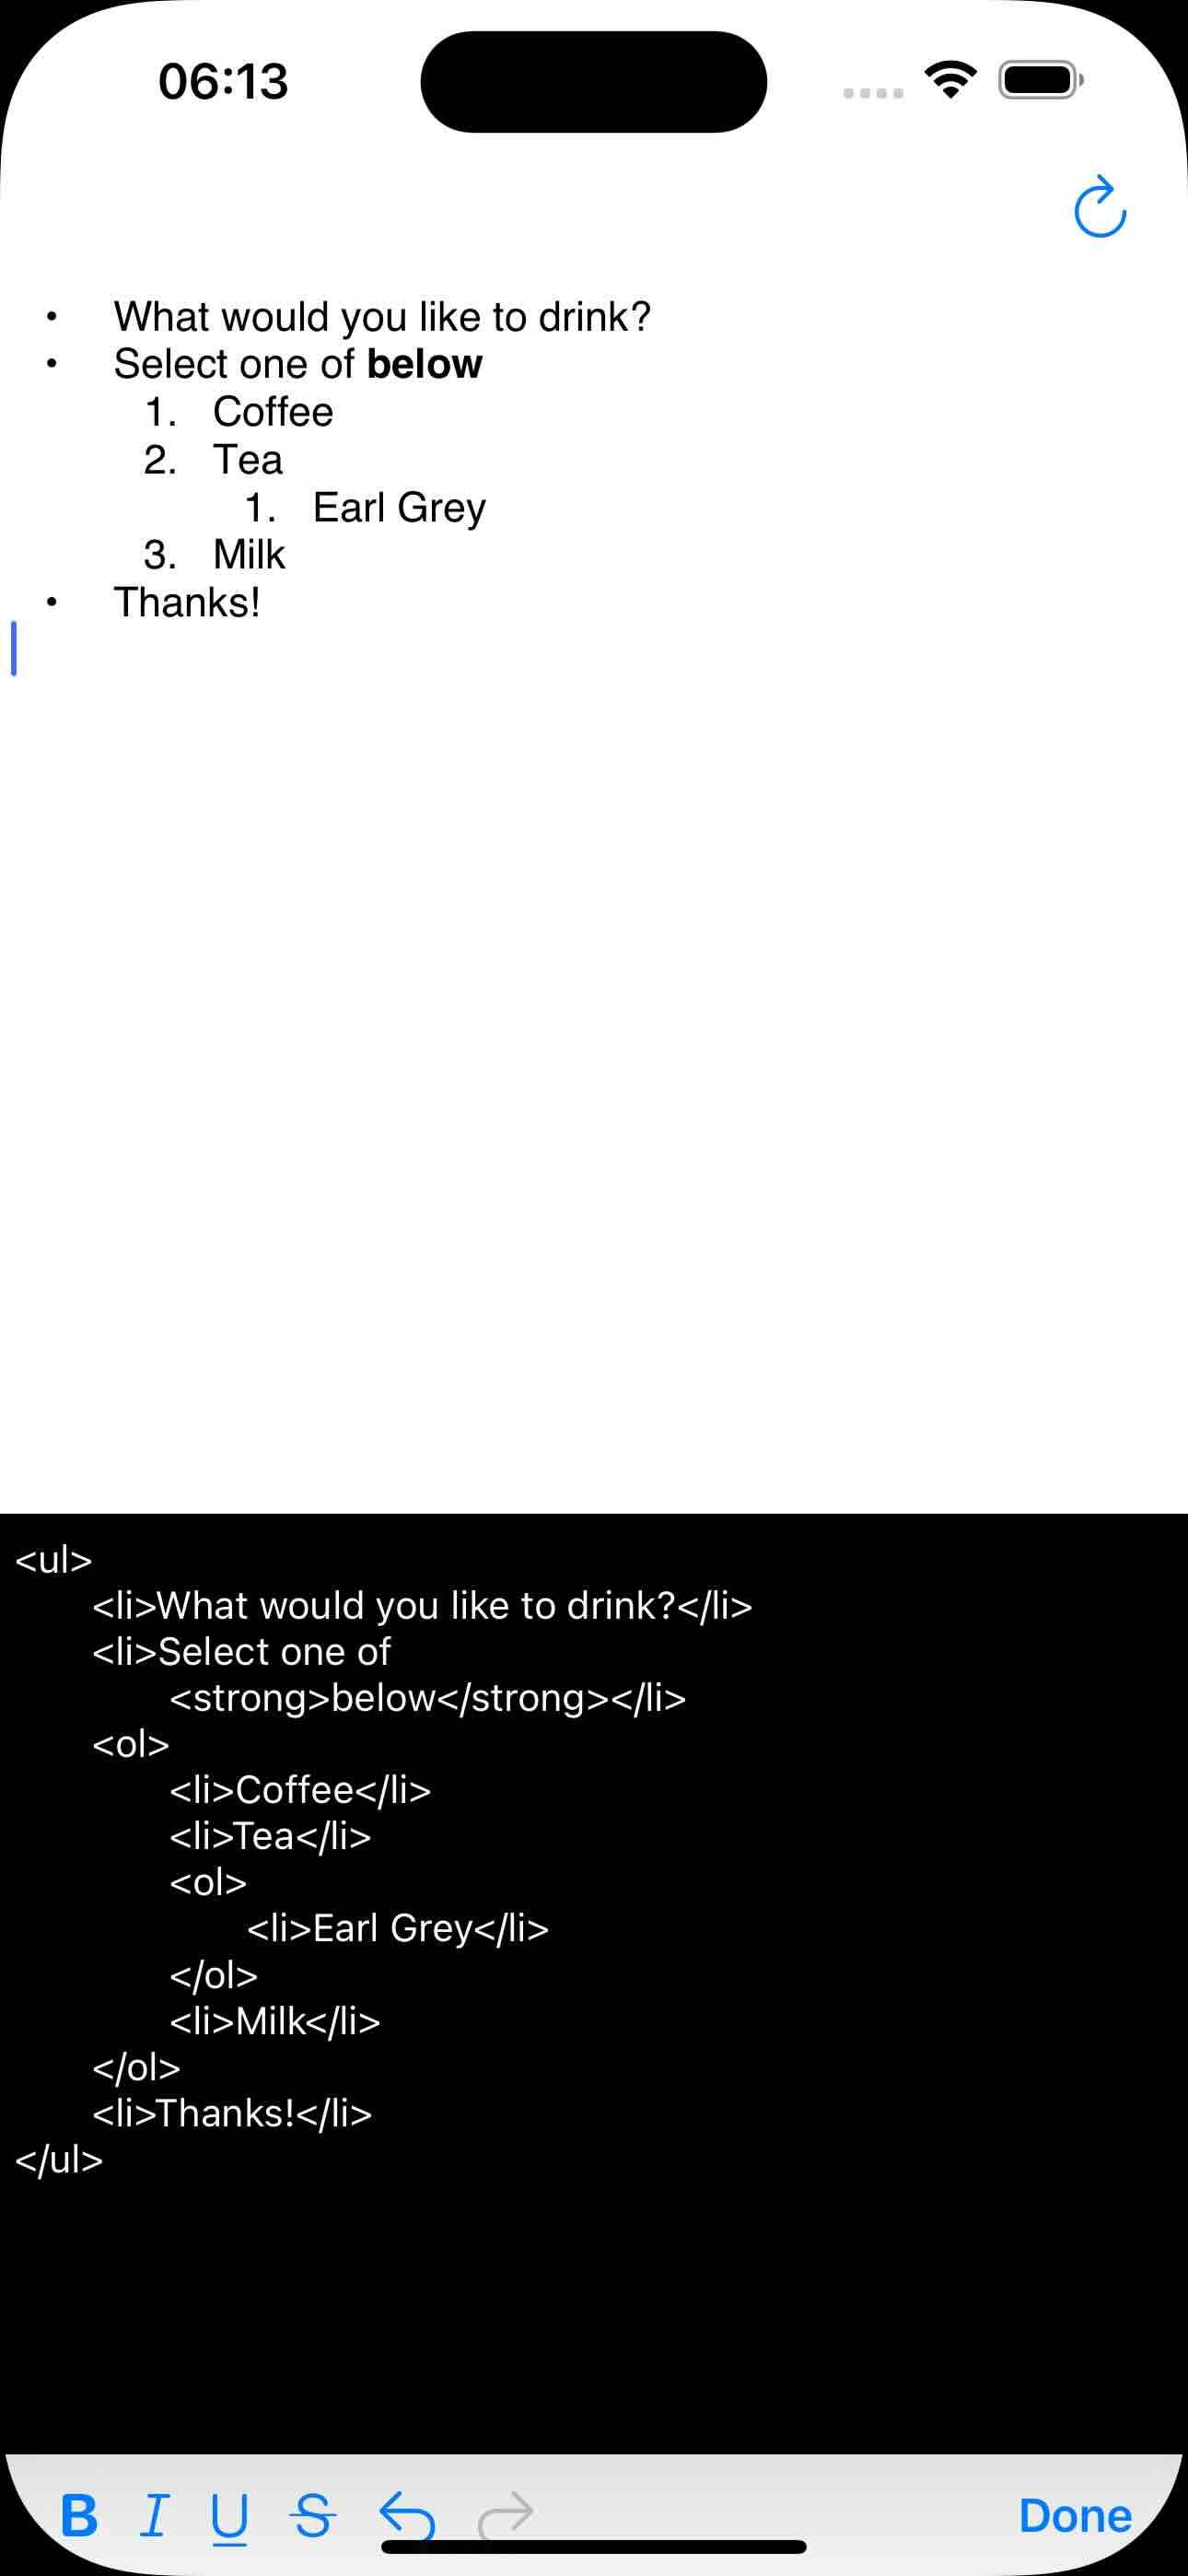 06:13
• What would you like to drink?
• Select one of below
1. Coffee
2. Tea
1. Earl Grey
3. Milk
• Thanks!
<ul>
<li>What would you like to drink?</li>
<li>Select one of
<strong>below</strong></li>
<ol>
<li>Coffee</li>
<li>Tea</li>
<ol>
<li>Earl Grey</li>
</ol>
<li>Milk</li>
</ol>
<li>Thanks!</li>
</ul>
B I U S Done